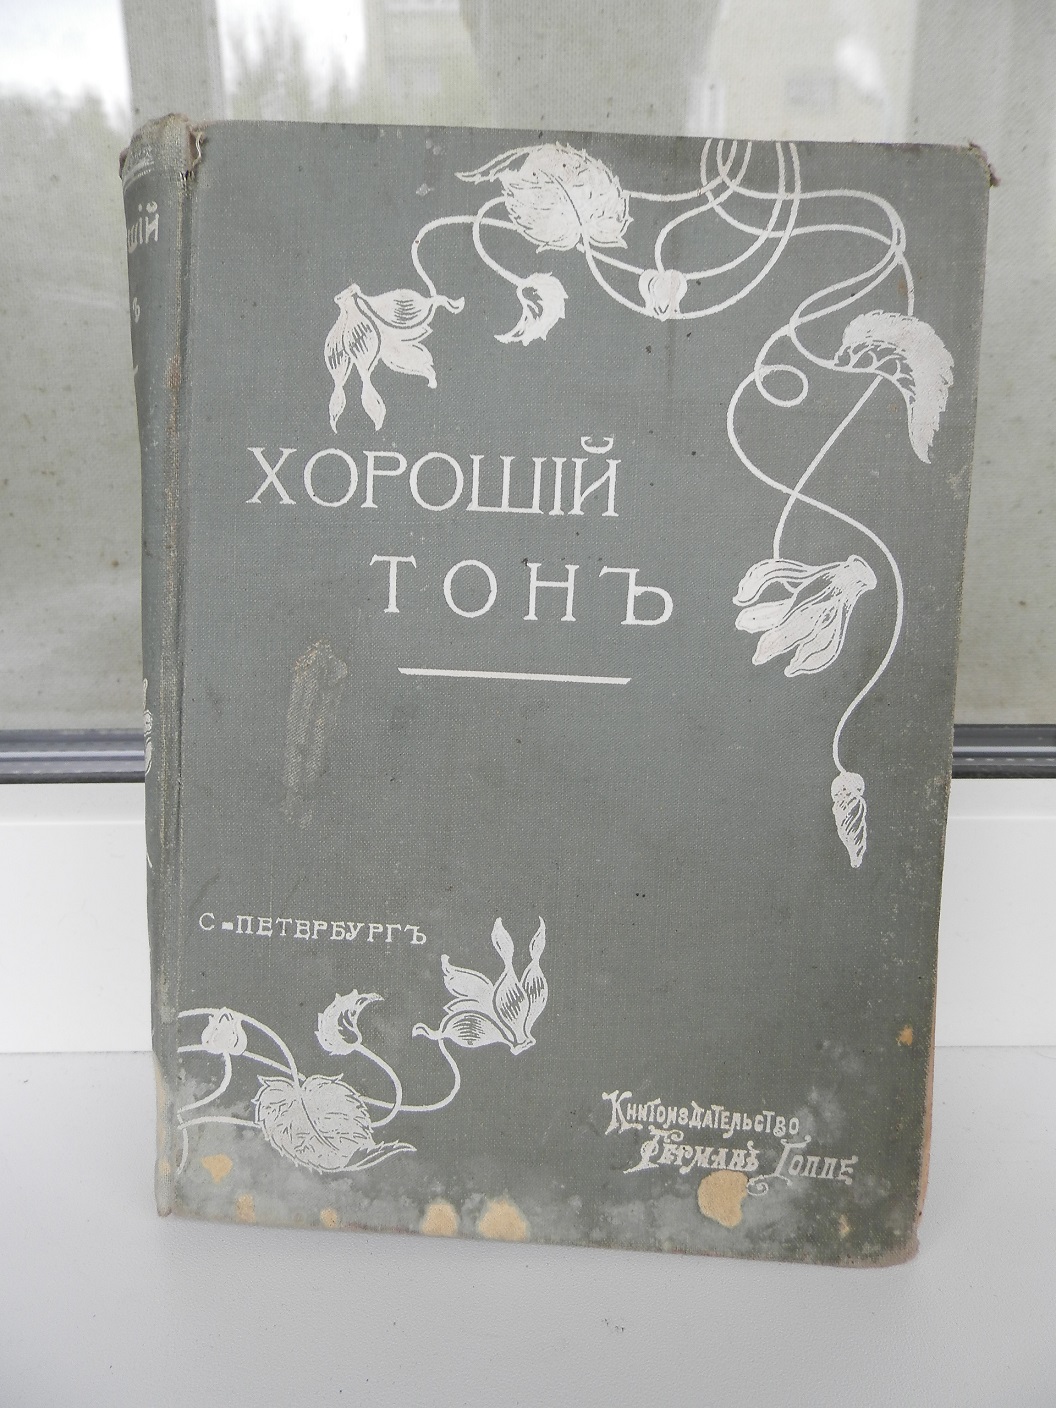 ХОРОШІЙ
ТОНЪ
С-ПЕТЕРБУРГЪ
Книгоиздательство
Германъ Гоппе